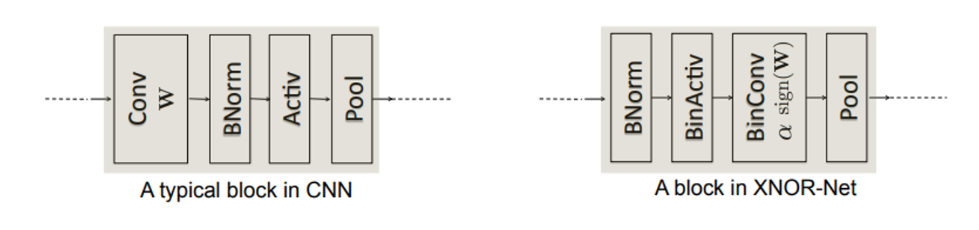 Conv
W
BNorm
Activ
Pool
A typical block in CNN
BNorm
BinActiv
BinConv
α sign(W)
Pool
A block in XNOR-Net